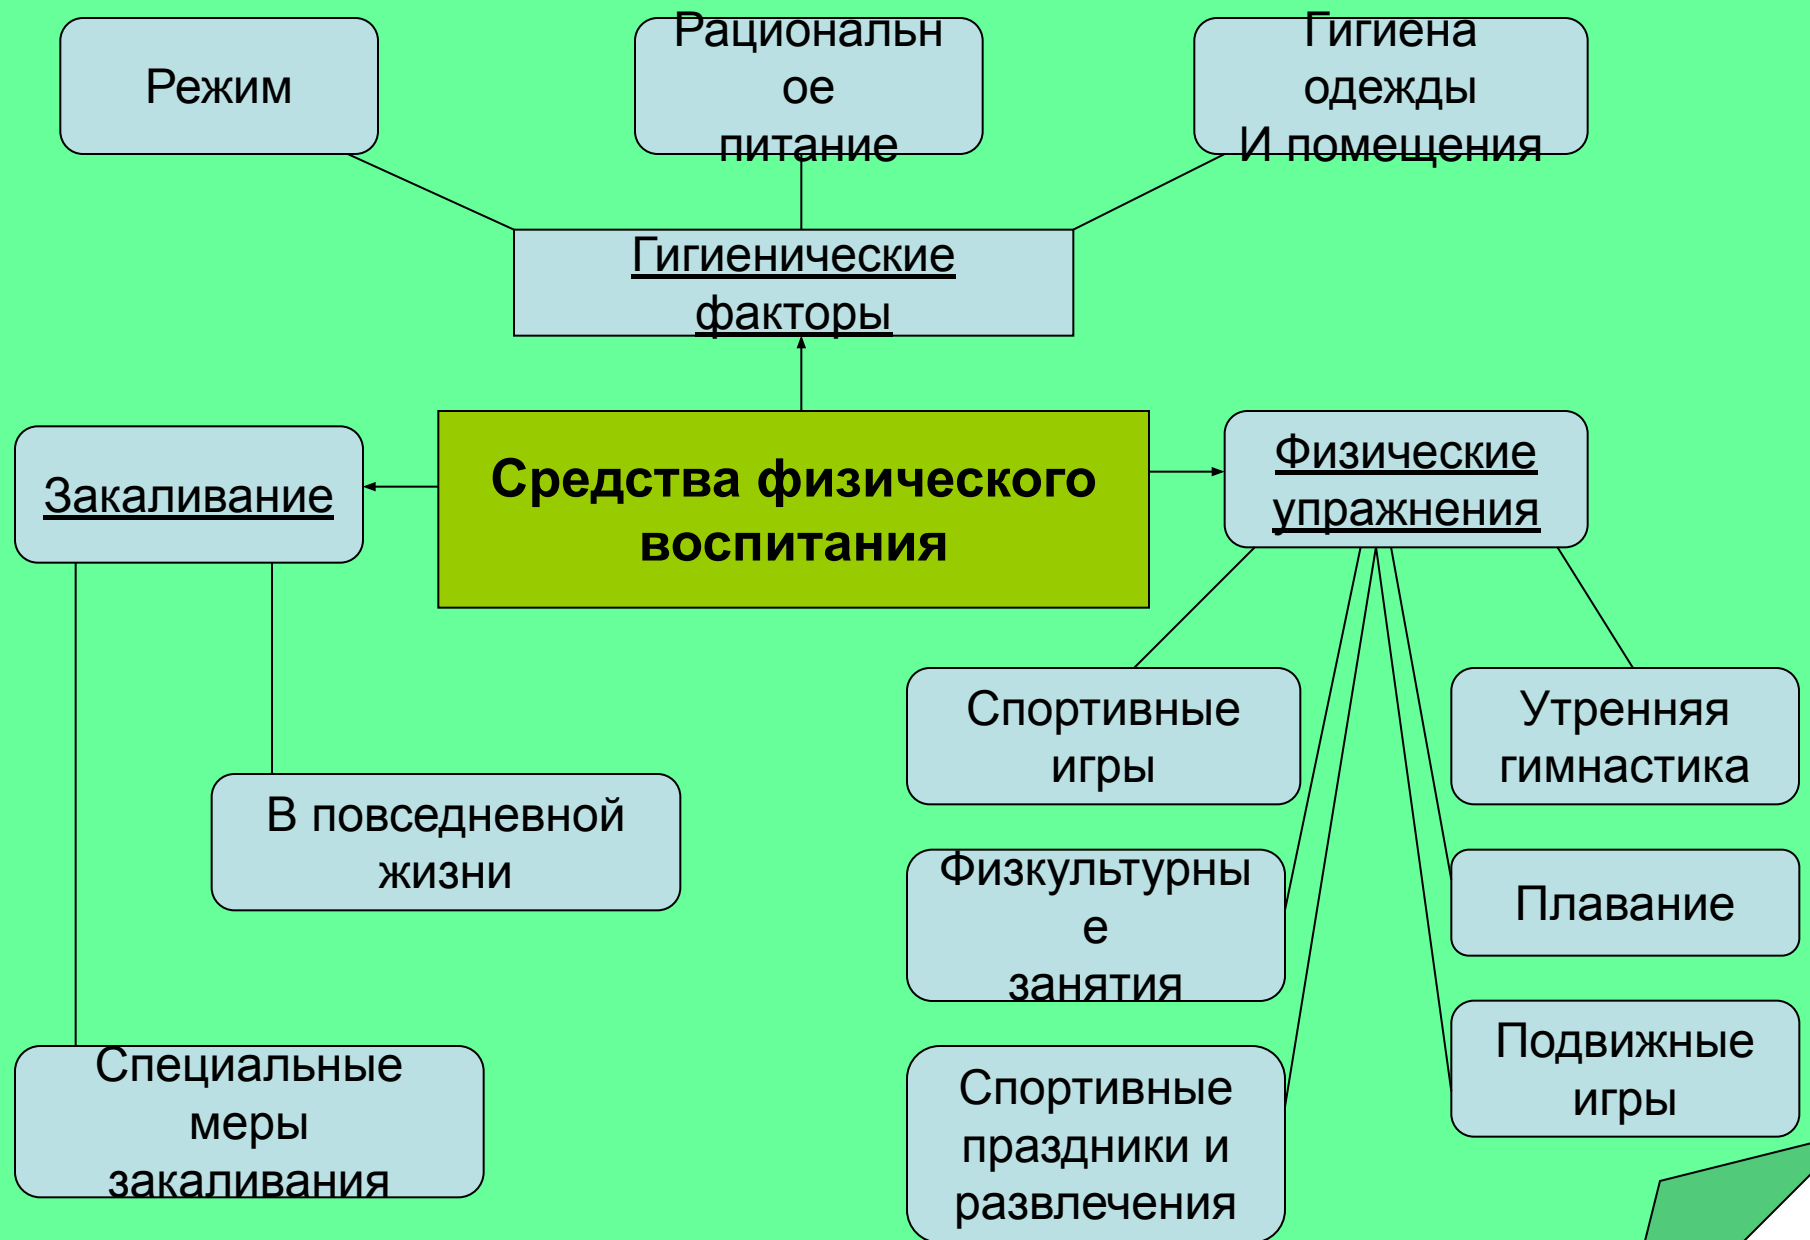 Режим
Рациональн
ое
питание
Гигиена
одежды
И помещения
Гигиенические
факторы
Закаливание
Средства физического
воспитания
Физические
упражнения
Спортивные
игры
Утренняя
гимнастика
В повседневной
жизни
Физкультурны
е
занятия
Плавание
Специальные
меры
закаливания
Спортивные
праздники и
развлечения
Подвижные
игры